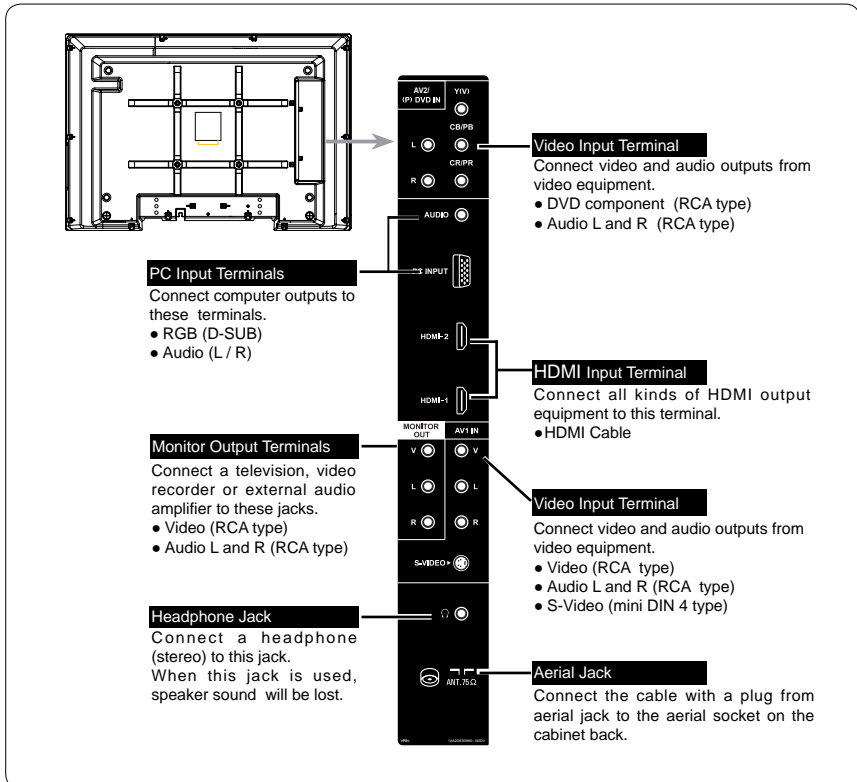 AV2/
(P) DVD IN
Y(V)
CB/PB
L
CR/PR
R
AUDIO
PC INPUT
HDMI-2
HDMI-1
MONITOR
OUT
AV1 IN
V
V
L
L
R
R
S-VIDEO
ANT.75Ω
Video Input Terminal
Connect video and audio outputs from
video equipment.
● DVD component (RCA type)
● Audio L and R (RCA type)
PC Input Terminals
Connect computer outputs to
these terminals.
● RGB (D-SUB)
● Audio (L / R)
HDMI Input Terminal
Connect all kinds of HDMI output
equipment to this terminal.
●HDMI Cable
Monitor Output Terminals
Connect a television, video
recorder or external audio
amplifier to these jacks.
● Video (RCA type)
● Audio L and R (RCA type)
Video Input Terminal
Connect video and audio outputs from
video equipment.
● Video (RCA type)
● Audio L and R (RCA type)
● S-Video (mini DIN 4 type)
Headphone Jack
Connect a headphone
(stereo) to this jack.
When this jack is used,
speaker sound will be lost.
Aerial Jack
Connect the cable with a plug from
aerial jack to the aerial socket on the
cabinet back.